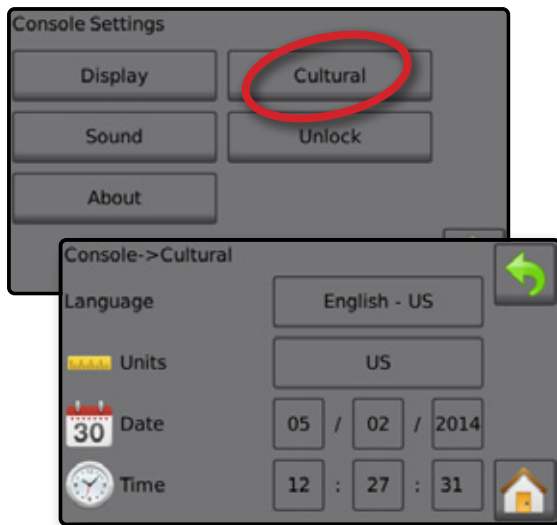 Console Settings
Display Cultural
Sound Unlock
About
Console->Cultural
Language English - US
Units US
30 Date 05 / 02 / 2014
Time 12 : 27 : 31